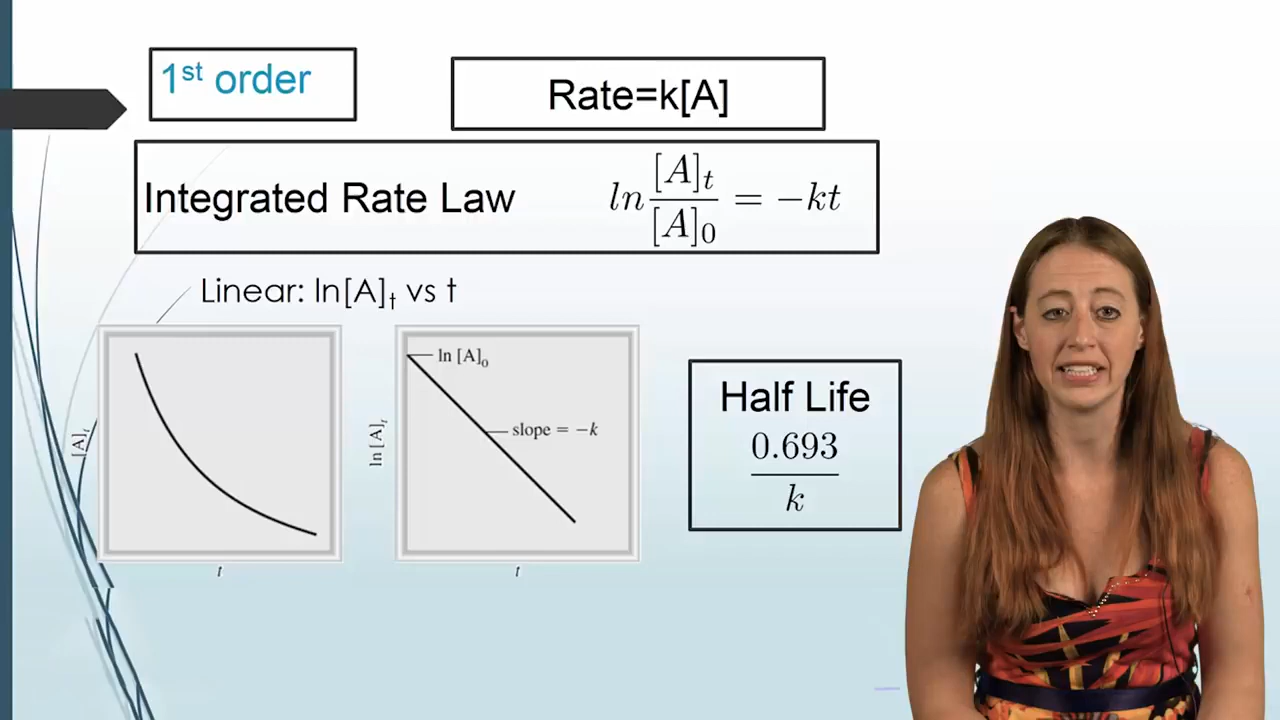 1st order
Rate=k[A]
Integrated Rate Law ln [A]t / [A]0 = −kt
Linear: ln[A]t vs t
[A]t
t
ln [A]t
ln [A]0
slope = −k
t
Half Life
0.693
k